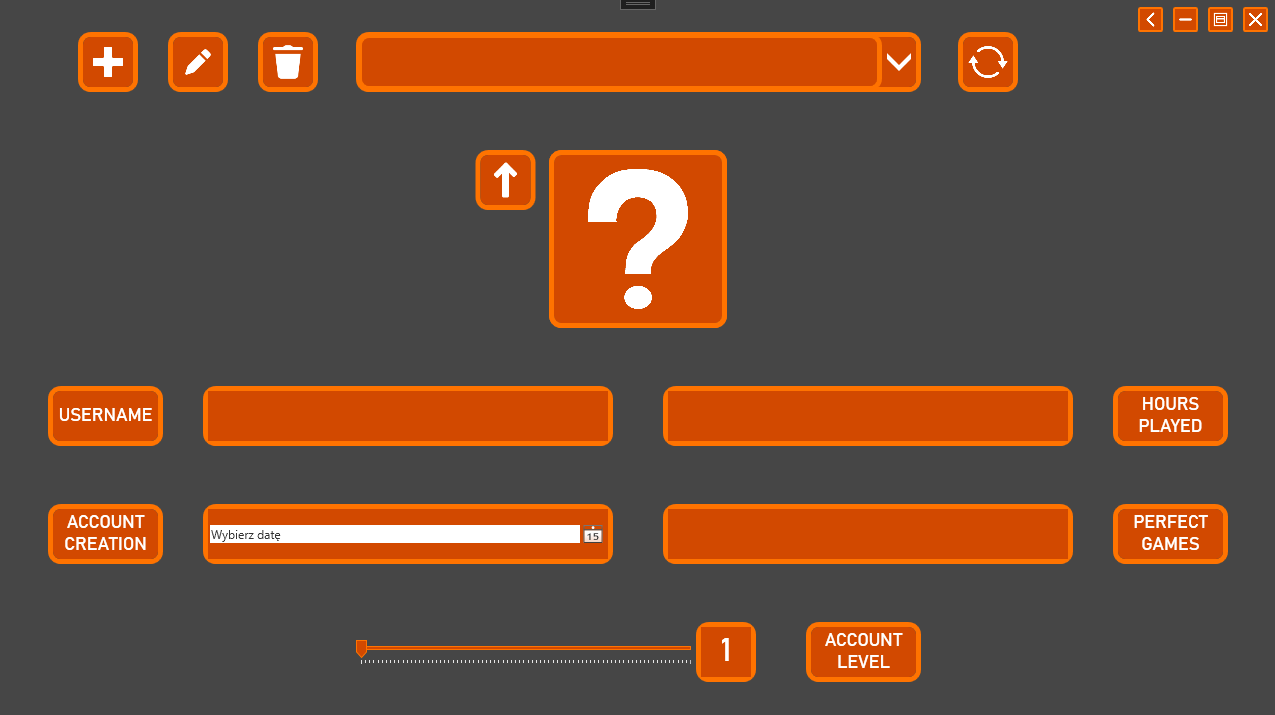 ?
USERNAME
HOURS
PLAYED
ACCOUNT
CREATION
Wybierz datę
15
PERFECT
GAMES
1
ACCOUNT
LEVEL